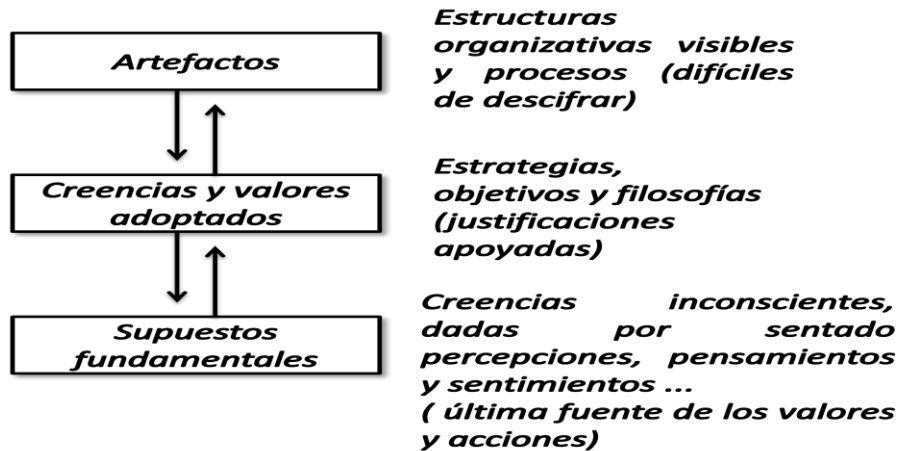 Artefactos
Estructuras
organizativas visibles
y procesos (difíciles
de descifrar)
Creencias y valores
adoptados
Estrategias,
objetivos y filosofías
(justificaciones
apoyadas)
Supuestos
fundamentales
Creencias inconscientes,
dadas por sentado
percepciones, pensamientos
y sentimientos ...
( última fuente de los valores
y acciones)